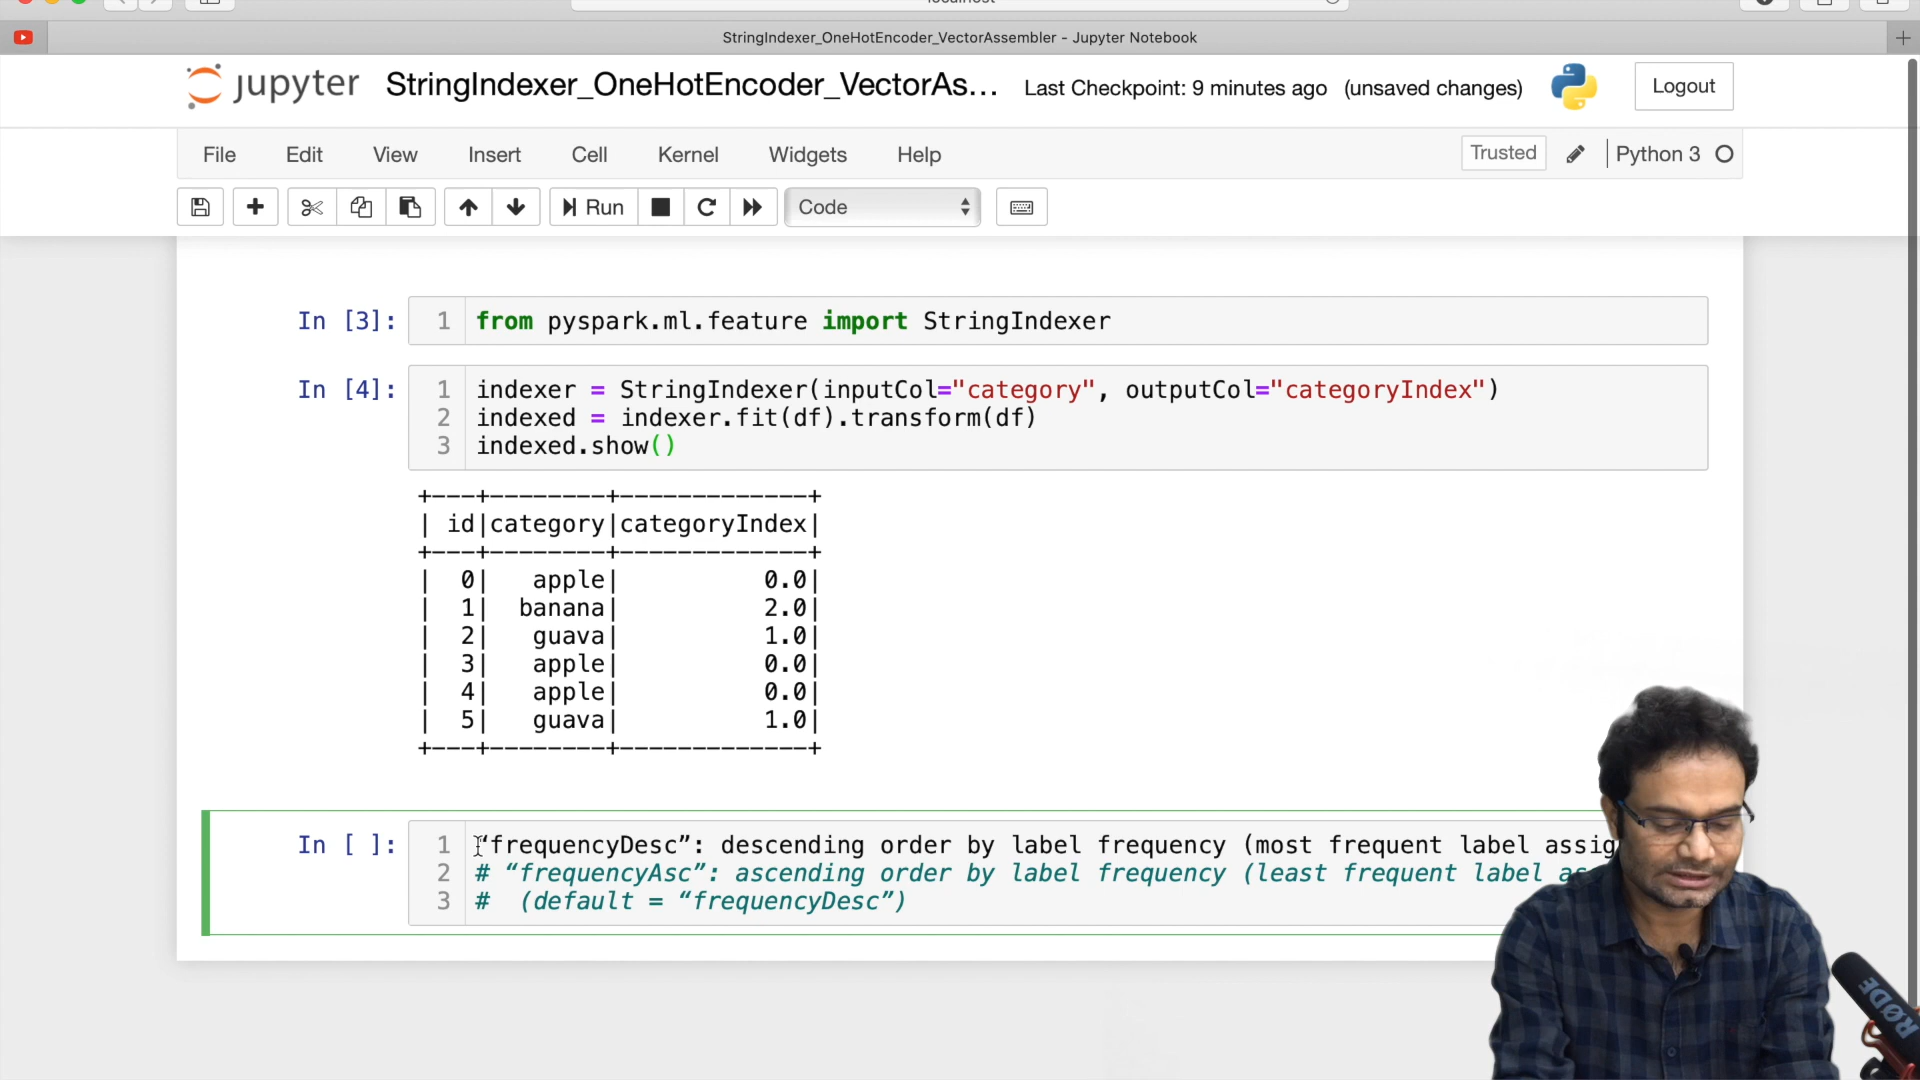 StringIndexer_OneHotEncoder_VectorAssembler - Jupyter Notebook
jupyter StringIndexer_OneHotEncoder_VectorAs... Last Checkpoint: 9 minutes ago (unsaved changes) Logout
File Edit View Insert Cell Kernel Widgets Help Trusted Python 3
Run Code
In [3]: 1 from pyspark.ml.feature import StringIndexer
In [4]: 1 indexer = StringIndexer(inputCol="category", outputCol="categoryIndex")
2 indexed = indexer.fit(df).transform(df)
3 indexed.show()
+---+--------+-------------+
| id|category|categoryIndex|
+---+--------+-------------+
| 0| apple| 0.0|
| 1| banana| 2.0|
| 2| guava| 1.0|
| 3| apple| 0.0|
| 4| apple| 0.0|
| 5| guava| 1.0|
+---+--------+-------------+
In [ ]: 1 “frequencyDesc”: descending order by label frequency (most frequent label assig
2 # “frequencyAsc”: ascending order by label frequency (least frequent label as
3 # (default = “frequencyDesc”)
RØDE